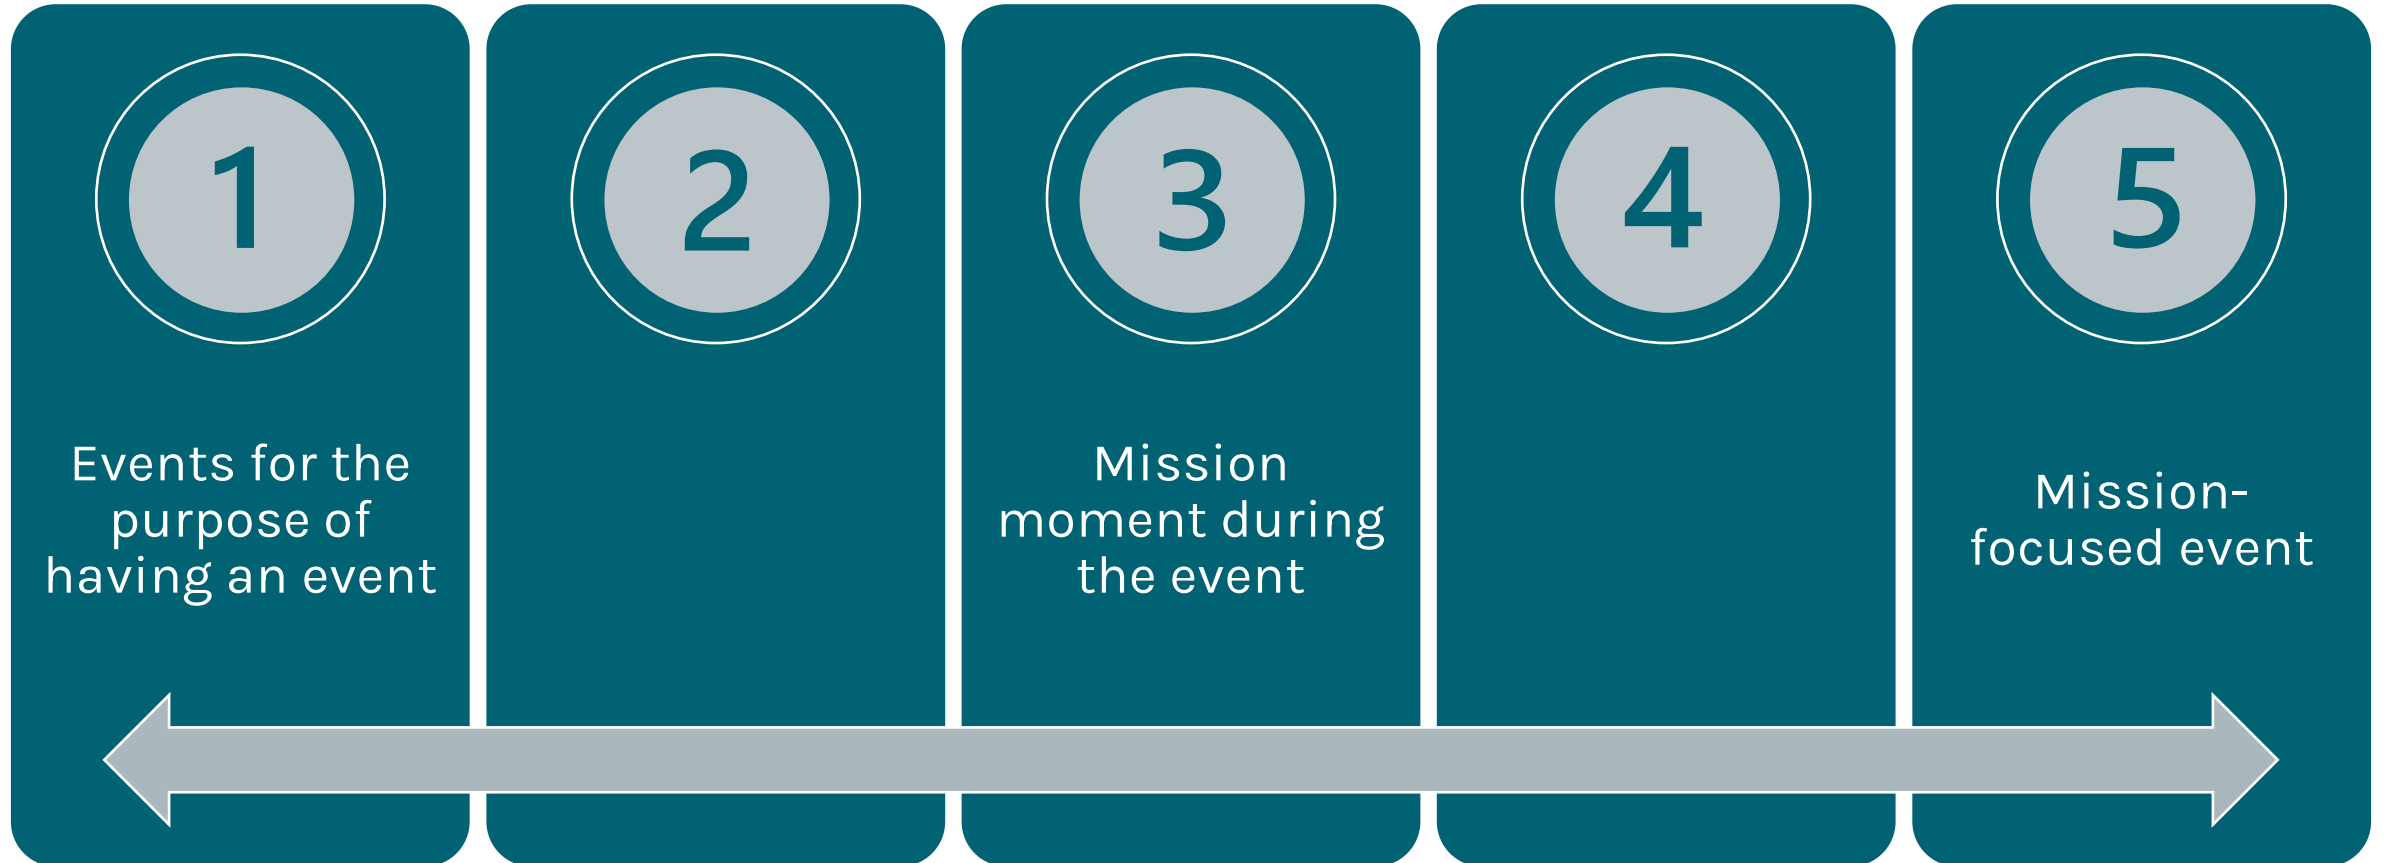 1
2
3
4
5
Events for the
purpose of
having an event
Mission
moment during
the event
Mission-
focused event